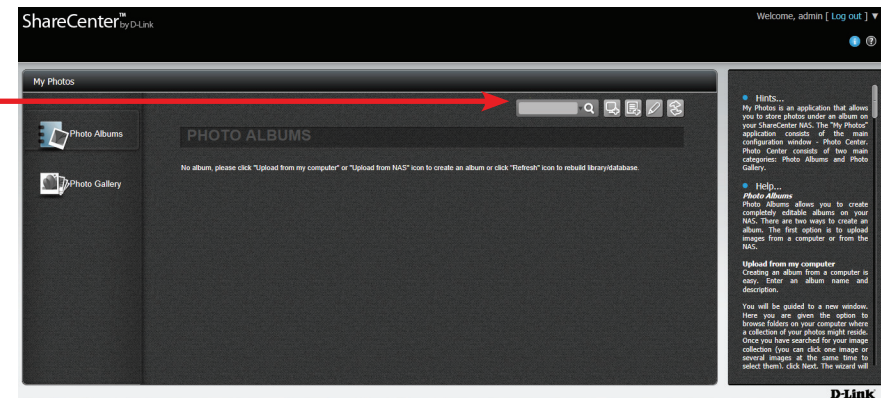 ShareCenter™ by D-Link
Welcome, admin [ Log out ] ▼
My Photos
Photo Albums
Photo Gallery
PHOTO ALBUMS
No album, please click "Upload from my computer" or "Upload from NAS" icon to create an album or click "Refresh" icon to rebuild library/database.
Hints...
My Photos is an application that allows
you to store photos under an album on
your ShareCenter NAS. The "My Photos"
application consists of the main
configuration window - Photo Center.
Photo Center consists of two main
categories: Photo Albums and Photo
Gallery.
Help...
Photo Albums
Photo Albums allows you to create
completely editable albums on your
NAS. There are two ways to create an
album. The first option is to upload
images from a computer or from the
NAS.
Upload from my computer
Creating an album from a computer is
easy. Enter an album name and
description.
You will be guided to a new window.
Here you are given the option to
browse folders on your computer where
a collection of your photos might reside.
Once you have searched for your image
collection (you can click one image or
several images at the same time to
select them), click Next. The wizard will
D-Link